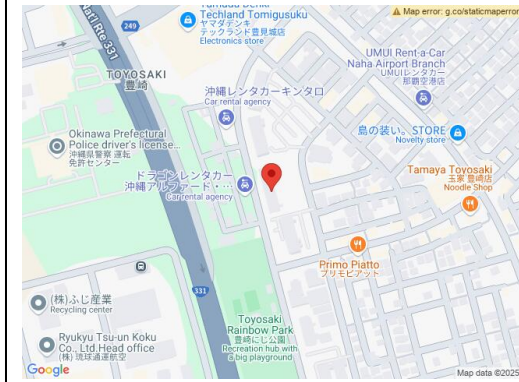 Map error: g.co/staticmaperror
Yamada Denki
Techland Tomigusuku
ヤマダデンキ
テックランド豊見城店
Electronics store
Nat'l Rte 331
249
TOYOSAKI
豊崎
UMUI Rent-a-Car
Naha Airport Branch
UMUIレンタカー
那覇空港店
沖縄レンタカーキンタロ
Car rental agency
島の装い。STORE
Novelty store
Okinawa Prefectural
Police driver's license...
沖縄県警察 運転
免許センター
ドラゴンレンタカー
沖縄アルファード・…
Car rental agency
Tamaya Toyosaki
玉家 豊崎店
Noodle Shop
Primo Piatto
プリモピアット
331
(株)ふじ産業
Recycling center
Toyosaki
Rainbow Park
豊崎にじ公園
Recreation hub with
a big playground
Ryukyu Tsu-un Koku
Co., Ltd.Head office
(株) 琉球通運航空
Google
Map data ©2025